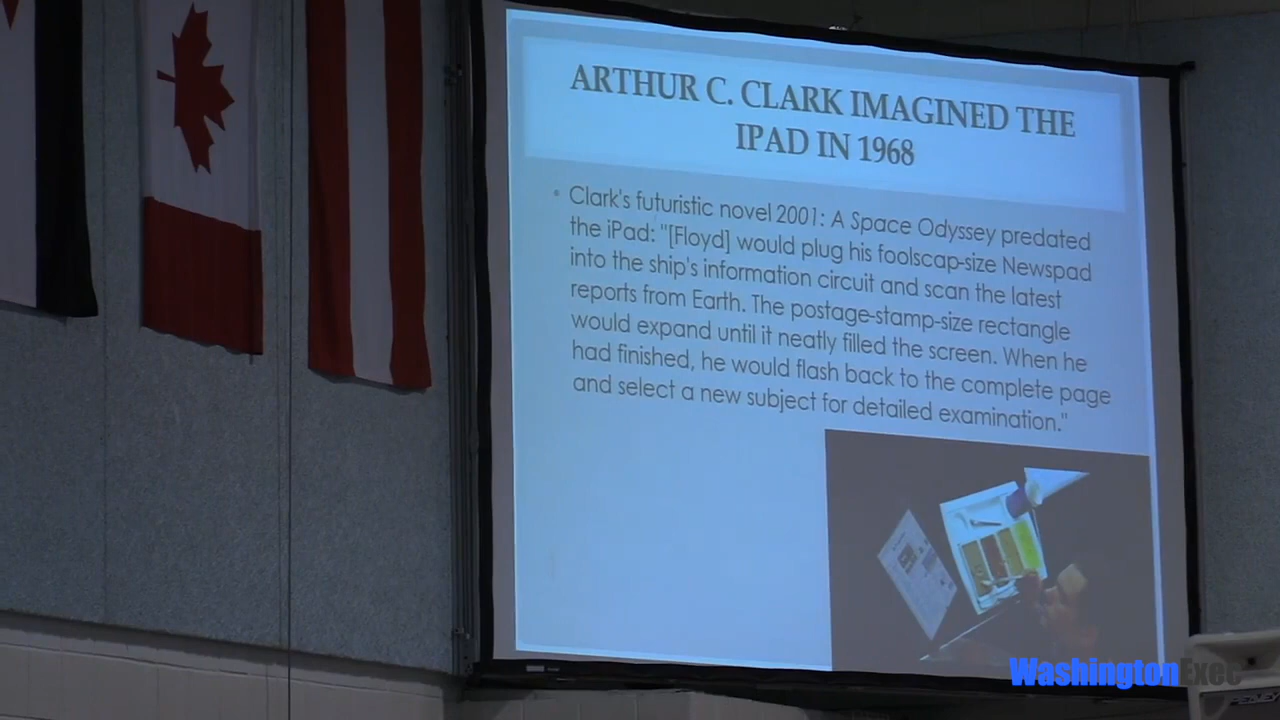 ARTHUR C. CLARK IMAGINED THE
IPAD IN 1968
Clark's futuristic novel 2001: A Space Odyssey predated
the iPad: "[Floyd] would plug his foolscap-size Newspad
into the ship's information circuit and scan the latest
reports from Earth. The postage-stamp-size rectangle
would expand until it neatly filled the screen. When he
had finished, he would flash back to the complete page
and select a new subject for detailed examination."
WashingtonExec